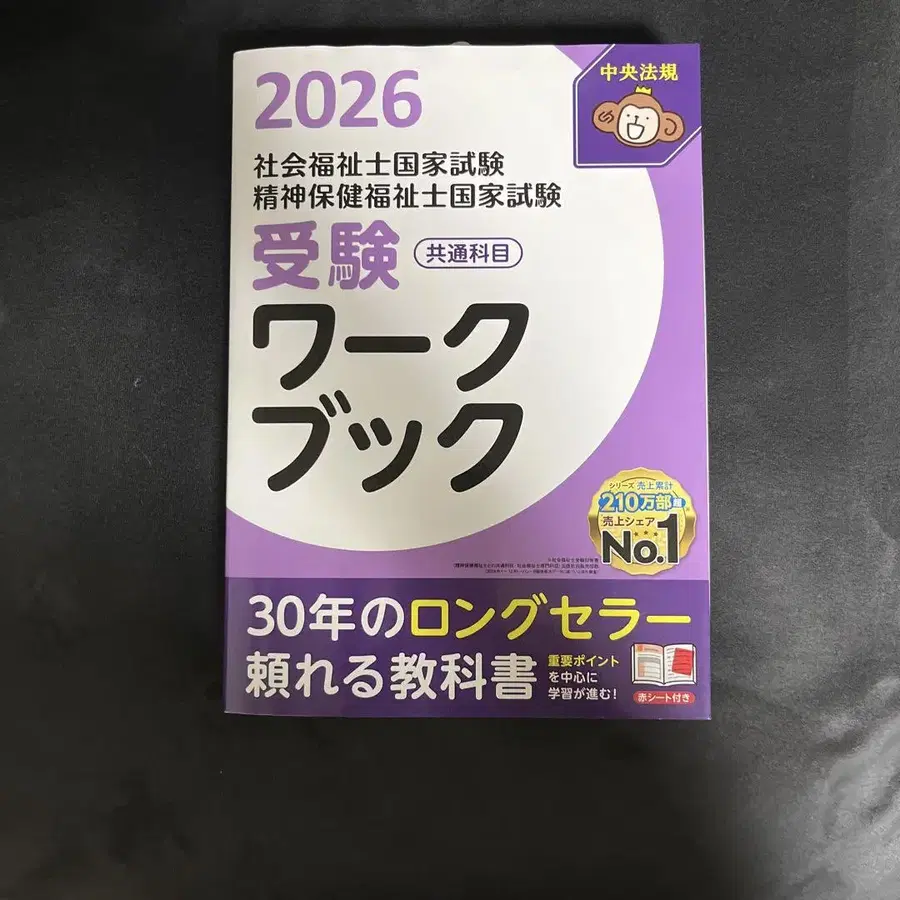 2026
中央法規
社会福祉士国家試験
精神保健福祉士国家試験
受験 共通科目
ワーク
ブック
シリーズ 売上累計
210万部超
売上シェア
No.1
30年のロングセラー
頼れる教科書
重要ポイント
を中心に
学習が進む!
赤シート付き